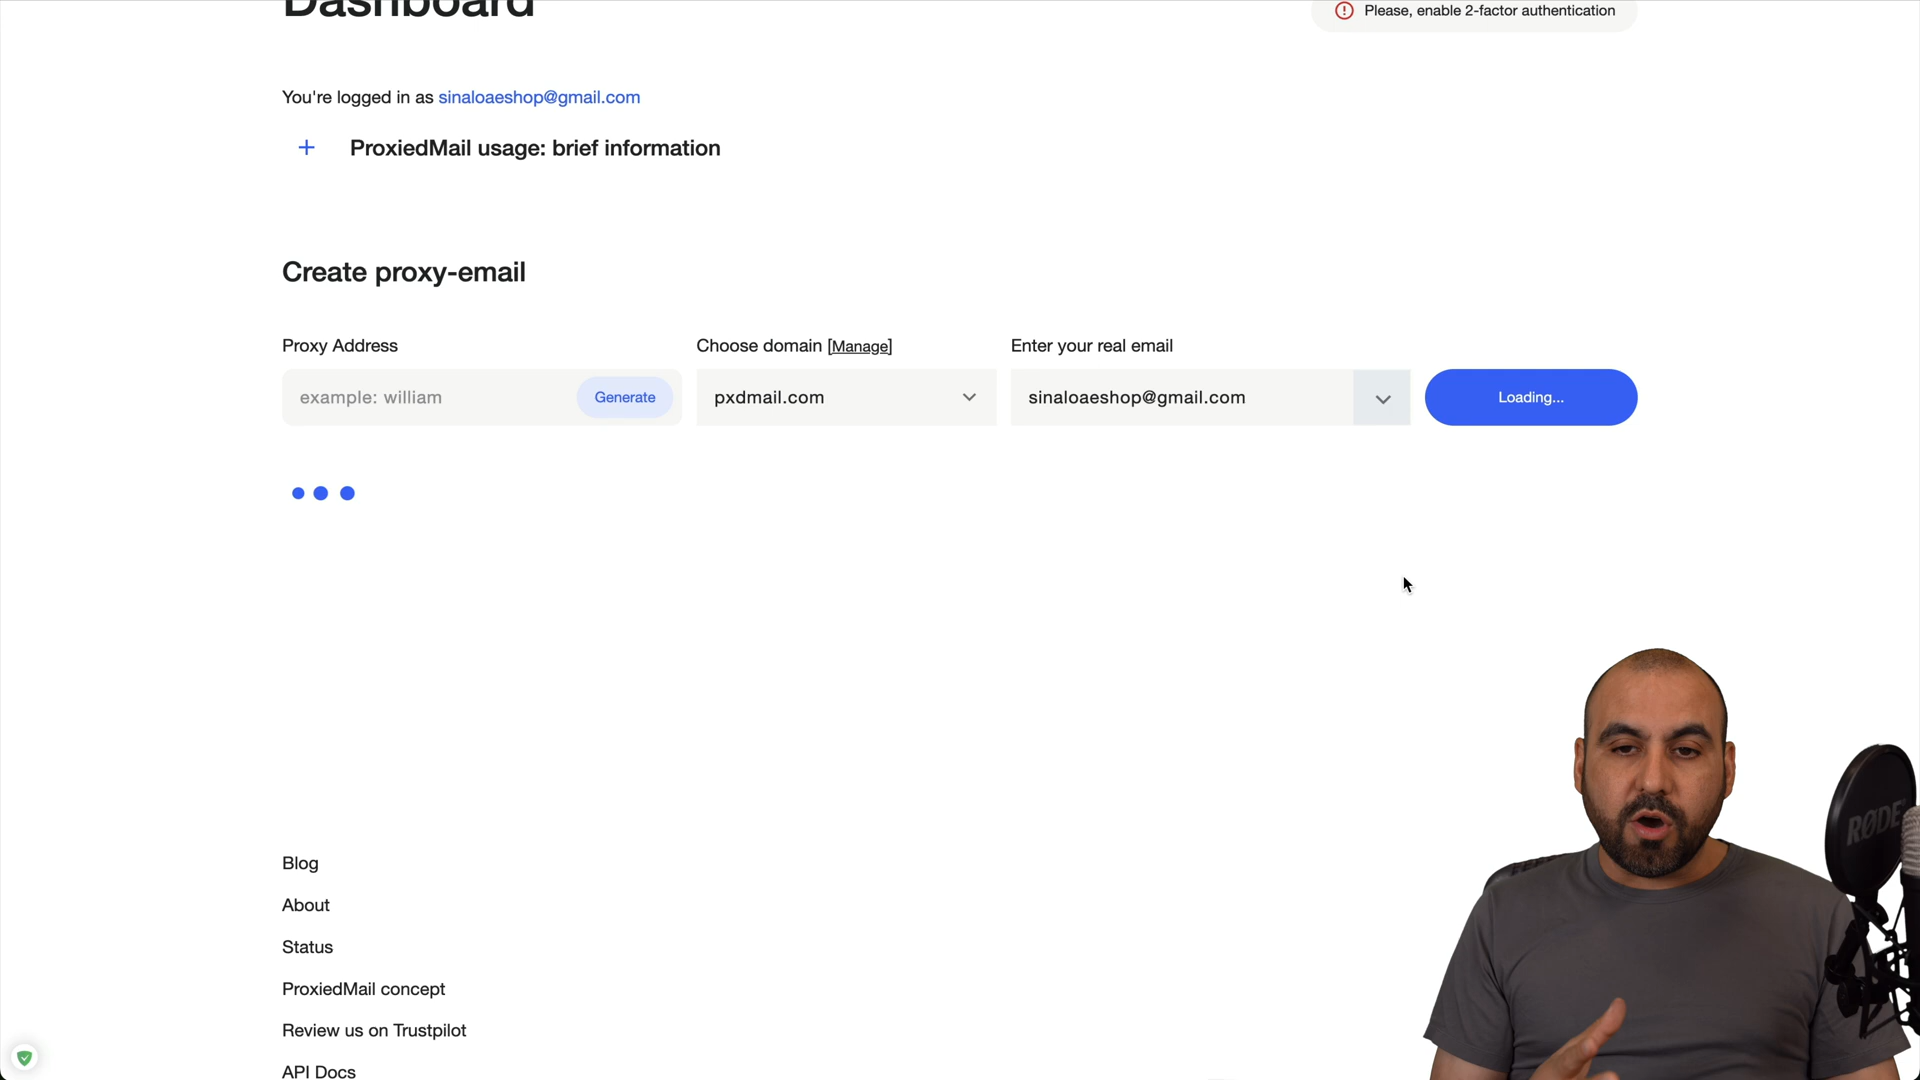 Dashboard
Please, enable 2-factor authentication
You're logged in as sinaloaeshop@gmail.com
+ ProxiedMail usage: brief information
Create proxy-email
Proxy Address
Choose domain [Manage]
Enter your real email
example: william
Generate
pxdmail.com
sinaloaeshop@gmail.com
Loading...
Blog
About
Status
ProxiedMail concept
Review us on Trustpilot
API Docs
RØDE